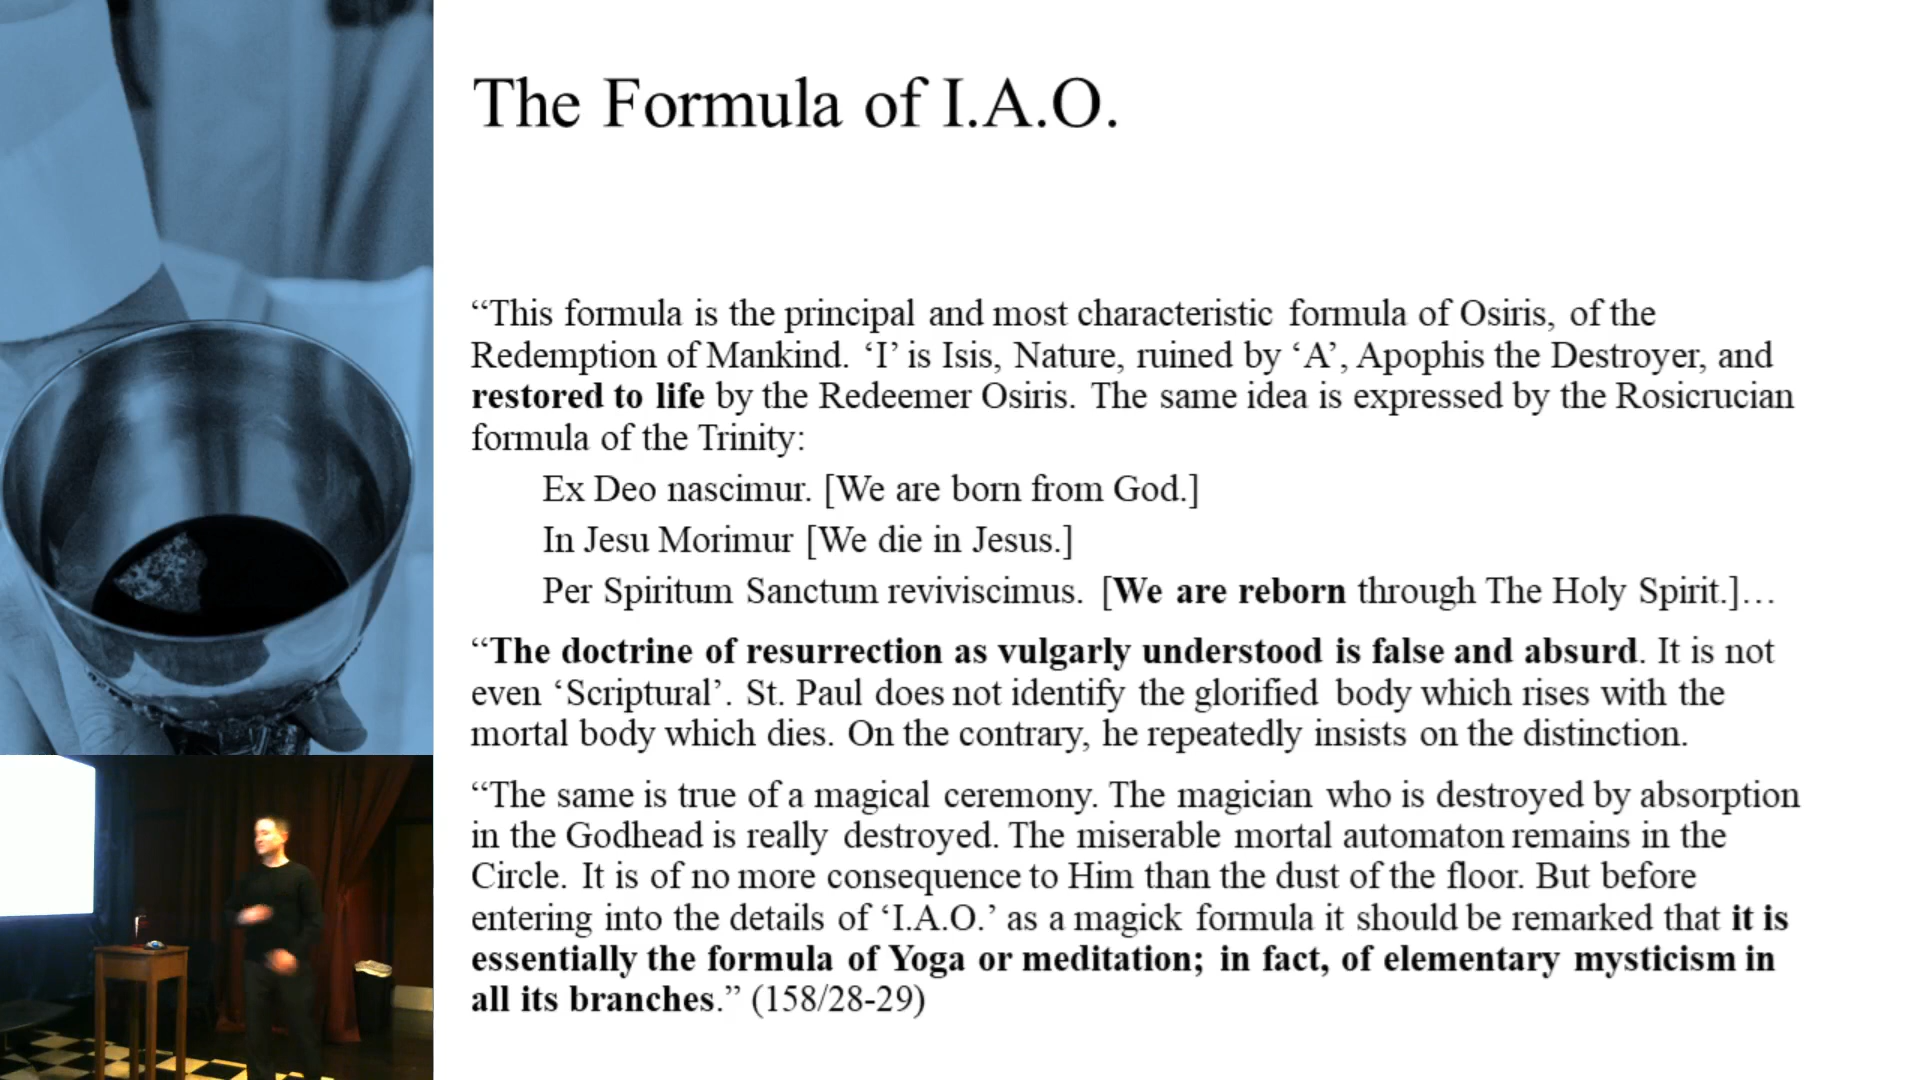 The Formula of I.A.O.
“This formula is the principal and most characteristic formula of Osiris, of the
Redemption of Mankind. ‘I’ is Isis, Nature, ruined by ‘A’, Apophis the Destroyer, and
restored to life by the Redeemer Osiris. The same idea is expressed by the Rosicrucian
formula of the Trinity:
Ex Deo nascimur. [We are born from God.]
In Jesu Morimur [We die in Jesus.]
Per Spiritum Sanctum reviviscimus. [We are reborn through The Holy Spirit.]…
“The doctrine of resurrection as vulgarly understood is false and absurd. It is not
even ‘Scriptural’. St. Paul does not identify the glorified body which rises with the
mortal body which dies. On the contrary, he repeatedly insists on the distinction.
“The same is true of a magical ceremony. The magician who is destroyed by absorption
in the Godhead is really destroyed. The miserable mortal automaton remains in the
Circle. It is of no more consequence to Him than the dust of the floor. But before
entering into the details of ‘I.A.O.’ as a magick formula it should be remarked that it is
essentially the formula of Yoga or meditation; in fact, of elementary mysticism in
all its branches.” (158/28-29)